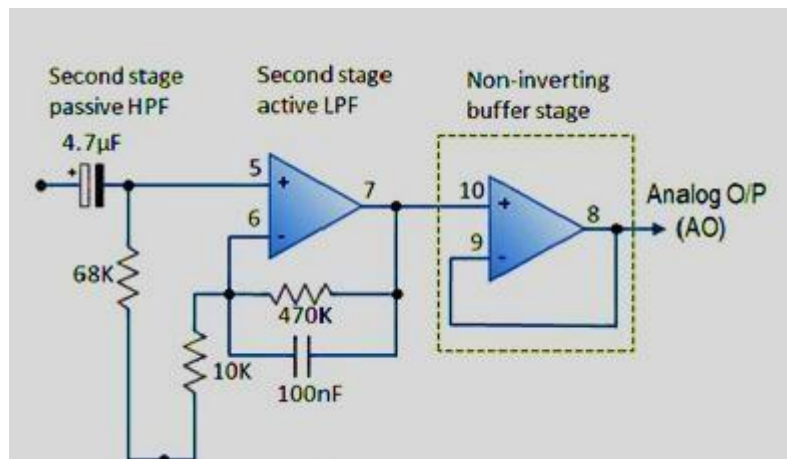 Second stage
passive HPF
Second stage
active LPF
Non-inverting
buffer stage
4.7µF
+
5
+
7
6
-
10
+
8
9
-
Analog O/P
(AO)
68K
470K
10K
100nF